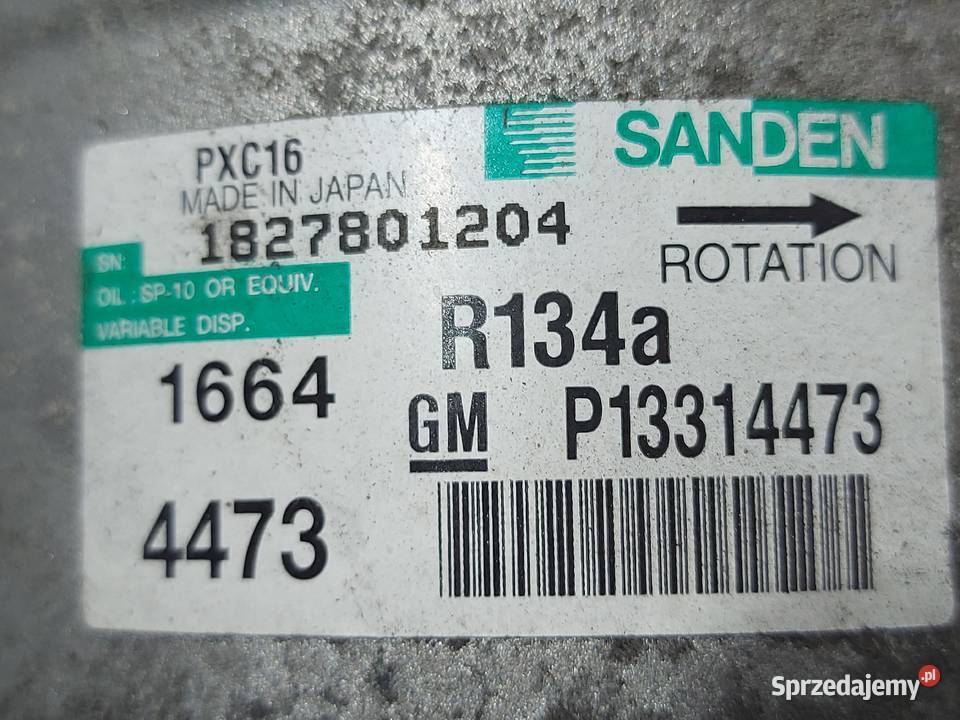 SANDEN
PXC16
MADE IN JAPAN
1827801204
ROTATION
SN:
OIL : SP-10 OR EQUIV.
VARIABLE DISP.
R134a
1664
GM P13314473
4473
Sprzedajemy.pl